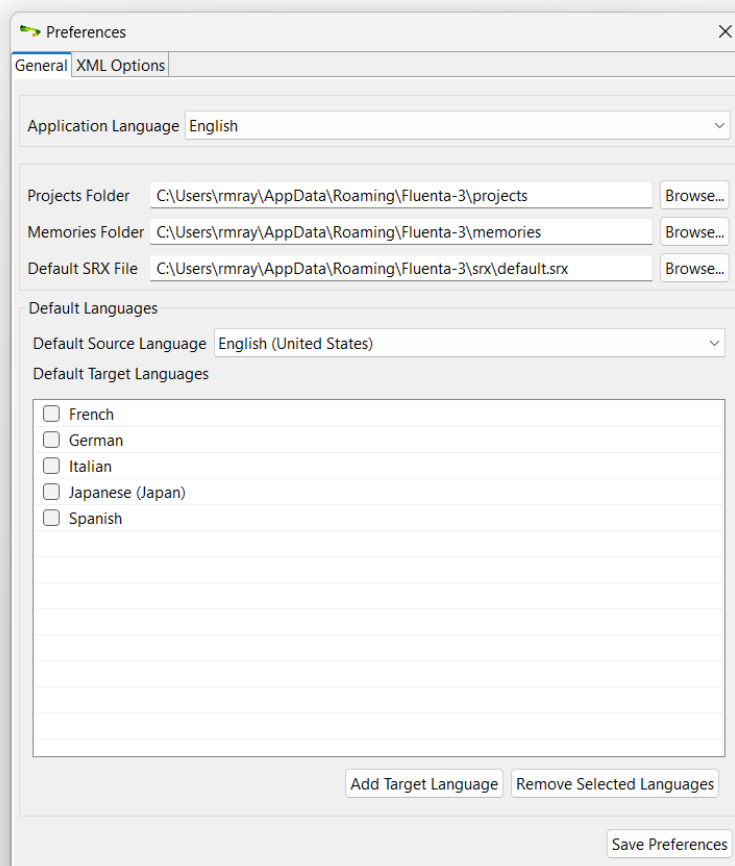 Preferences
General XML Options
Application Language English
Projects Folder C:\Users\rmray\AppData\Roaming\Fluenta-3\projects Browse...
Memories Folder C:\Users\rmray\AppData\Roaming\Fluenta-3\memories Browse...
Default SRX File C:\Users\rmray\AppData\Roaming\Fluenta-3\srx\default.srx Browse...
Default Languages
Default Source Language English (United States)
Default Target Languages
French
German
Italian
Japanese (Japan)
Spanish
Add Target Language Remove Selected Languages
Save Preferences